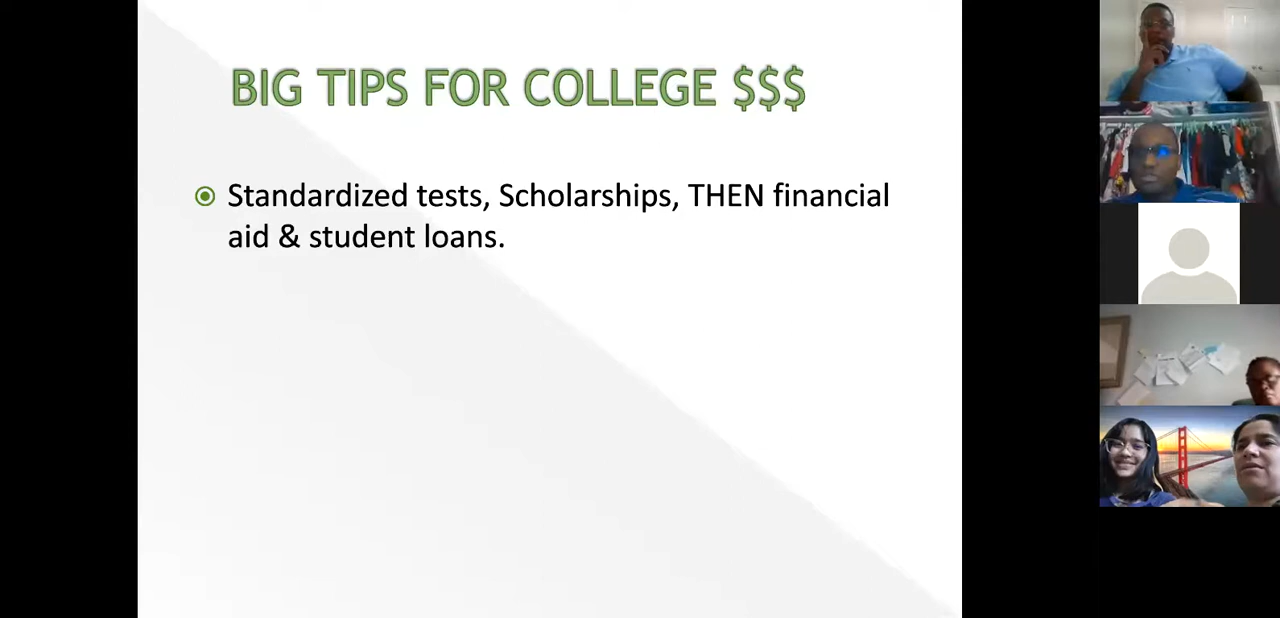 BIG TIPS FOR COLLEGE $$$
Standardized tests, Scholarships, THEN financial
aid & student loans.